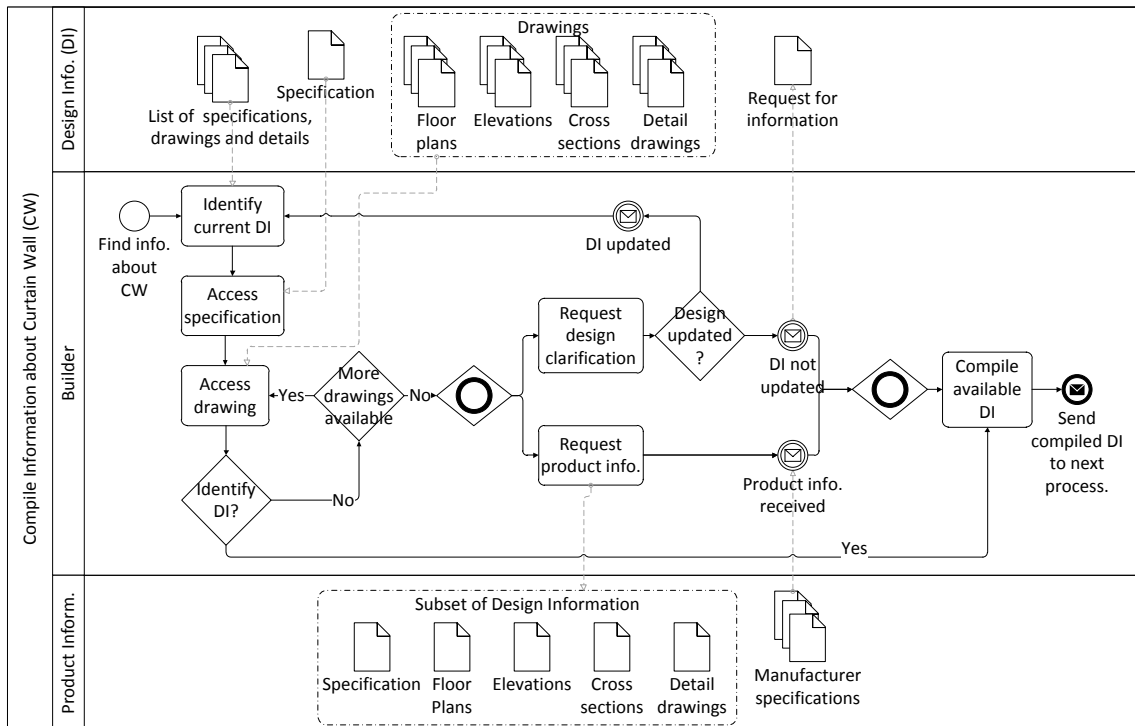 Compile Information about Curtain Wall (CW)
Design Info. (DI)
List of specifications,
drawings and details
Specification
Drawings
Floor
plans
Elevations
Cross
sections
Detail
drawings
Request for
information
Builder
Find info.
about
CW
Identify
current DI
Access
specification
Access
drawing
Identify
DI?
Yes
No
More
drawings
available
No
Request
design
clarification
Request
product info.
Design
updated
?
DI updated
DI not
updated
Product info.
received
Compile
available
DI
Yes
Send
compiled DI
to next
process.
Product Inform.
Subset of Design Information
Specification
Floor
Plans
Elevations
Cross
sections
Detail
drawings
Manufacturer
specifications